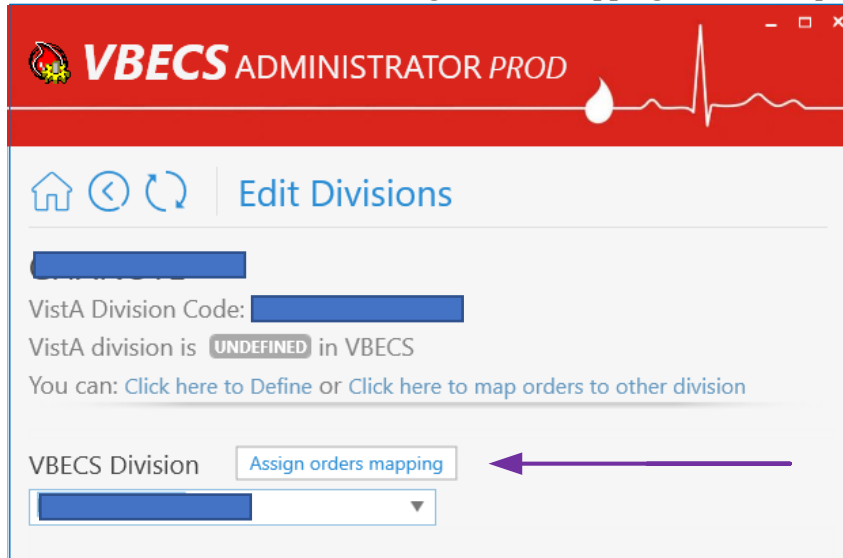 VBECS ADMINISTRATOR PROD
Edit Divisions
VistA Division Code:
VistA division is UNDEFINED in VBECS
You can: Click here to Define or Click here to map orders to other division
VBECS Division Assign orders mapping